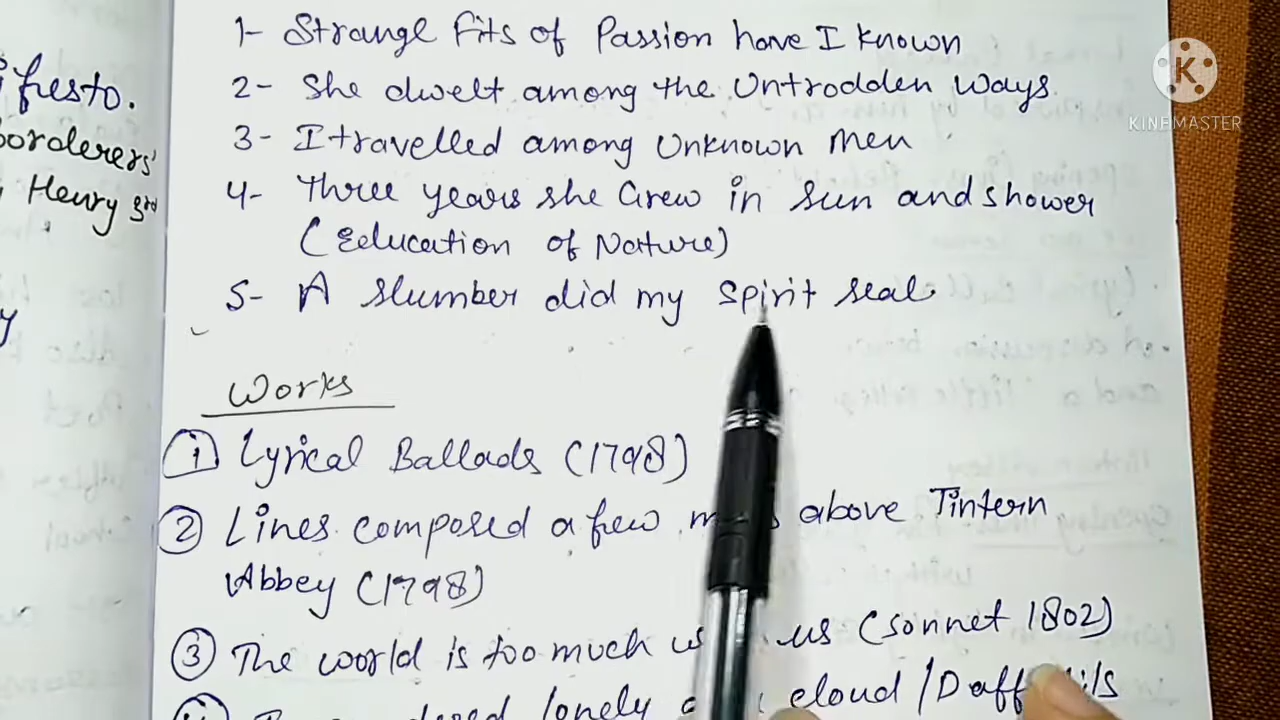 festo.
borderers'
Henry 3rd
y
1- Strange fits of Passion have I known
2- She dwelt among the Untrodden Ways.
3- I travelled among Unknown Men
4- Three years she Grew in Sun and shower
(Education of Nature)
5- A slumber did my spirit seal
Works
1 Lyrical Ballads (1798)
2 Lines composed a few above Tintern
Abbey (1798)
3 The world is too much us (sonnet 1802)
lonely cloud / Daffodils
K
KINEMASTER